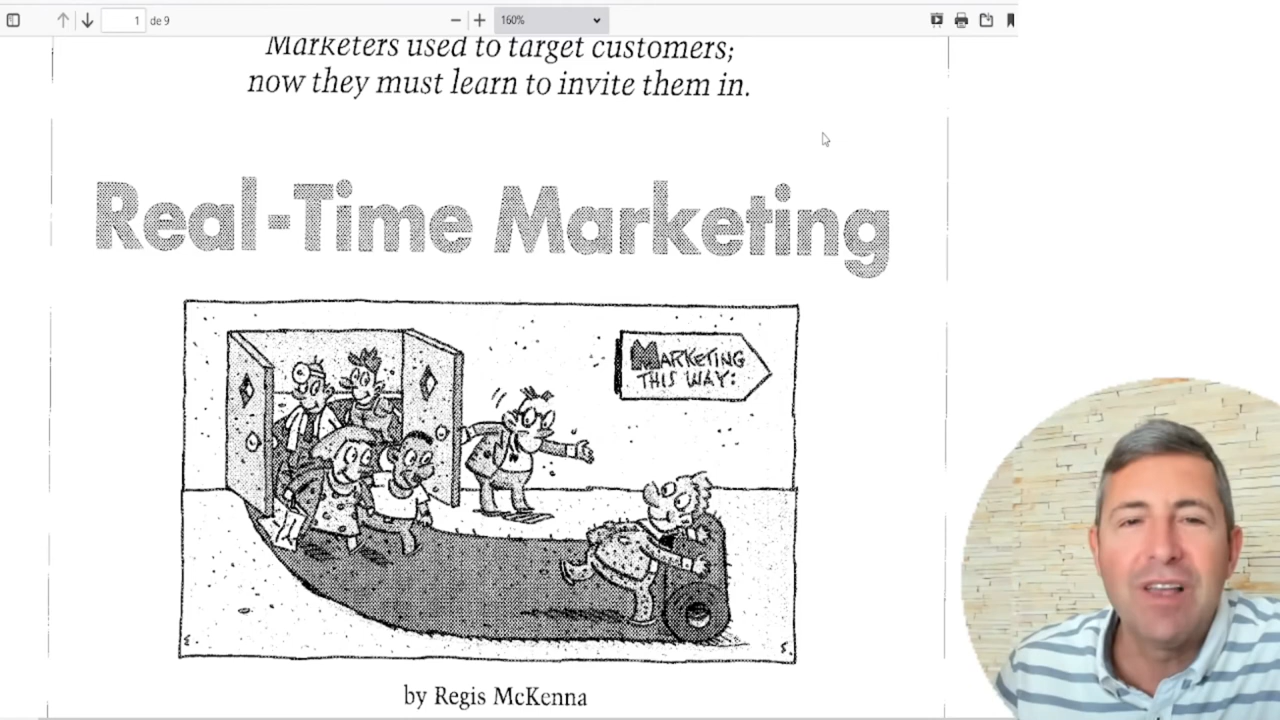 1 de 9
160%
Marketers used to target customers;
now they must learn to invite them in.
Real-Time Marketing
MARKETING
THIS WAY:
by Regis McKenna